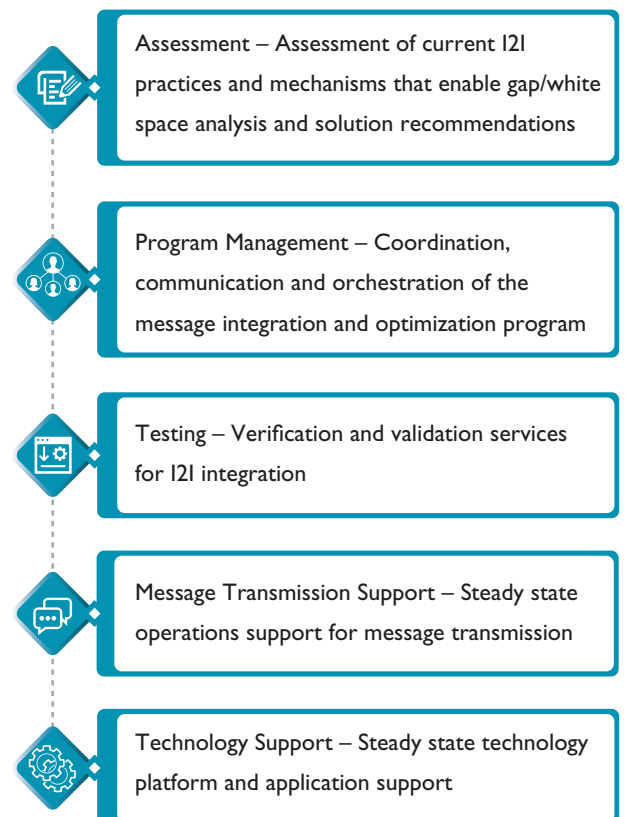 Assessment – Assessment of current I2I
practices and mechanisms that enable gap/white
space analysis and solution recommendations
Program Management – Coordination,
communication and orchestration of the
message integration and optimization program
Testing – Verification and validation services
for I2I integration
Message Transmission Support – Steady state
operations support for message transmission
Technology Support – Steady state technology
platform and application support